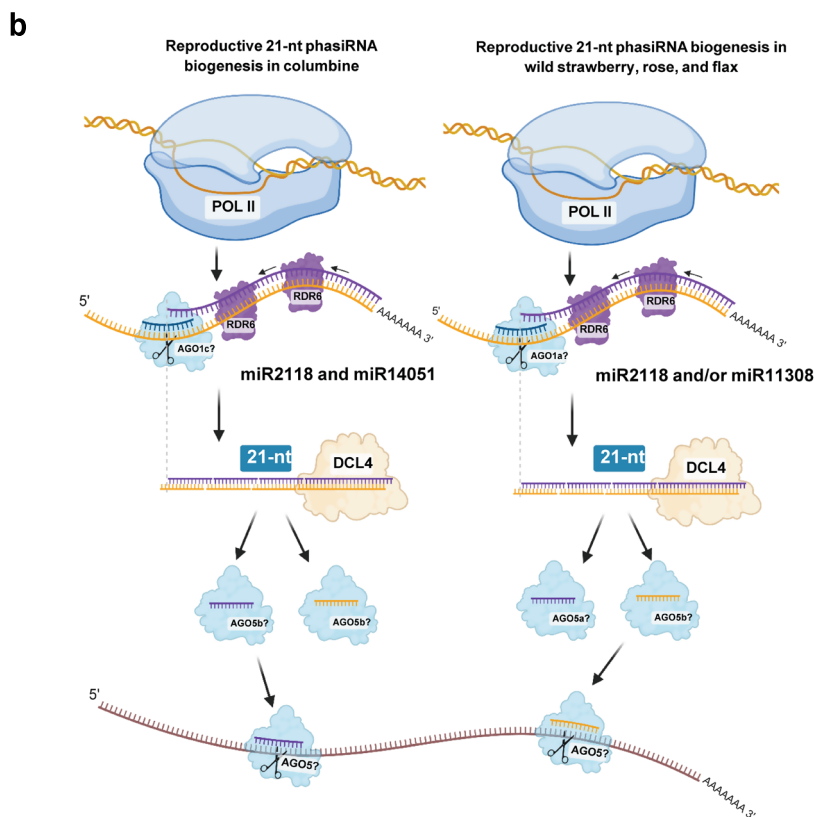 b
Reproductive 21-nt phasiRNA
biogenesis in columbine
POL II
5'
RDR6
RDR6
AGO1c?
AAAAAAA 3'
miR2118 and miR14051
21-nt
DCL4
AGO5b?
AGO5b?
Reproductive 21-nt phasiRNA biogenesis in
wild strawberry, rose, and flax
POL II
5'
RDR6
RDR6
AGO1a?
AAAAAAA 3'
miR2118 and/or miR11308
21-nt
DCL4
AGO5a?
AGO5b?
5'
AGO5?
AGO5?
AAAAAAA 3'